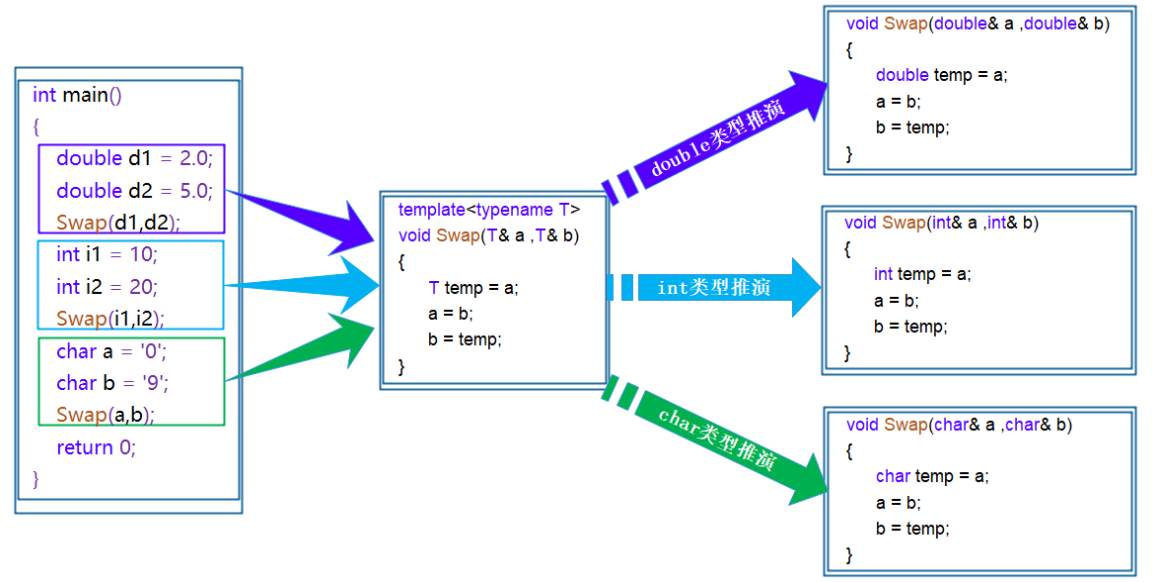 int main()
{
double d1 = 2.0;
double d2 = 5.0;
Swap(d1,d2);
int i1 = 10;
int i2 = 20;
Swap(i1,i2);
char a = '0';
char b = '9';
Swap(a,b);
return 0;
}
template<typename T>
void Swap(T& a ,T& b)
{
T temp = a;
a = b;
b = temp;
}
double类型推演
int类型推演
char类型推演
void Swap(double& a ,double& b)
{
double temp = a;
a = b;
b = temp;
}
void Swap(int& a ,int& b)
{
int temp = a;
a = b;
b = temp;
}
void Swap(char& a ,char& b)
{
char temp = a;
a = b;
b = temp;
}